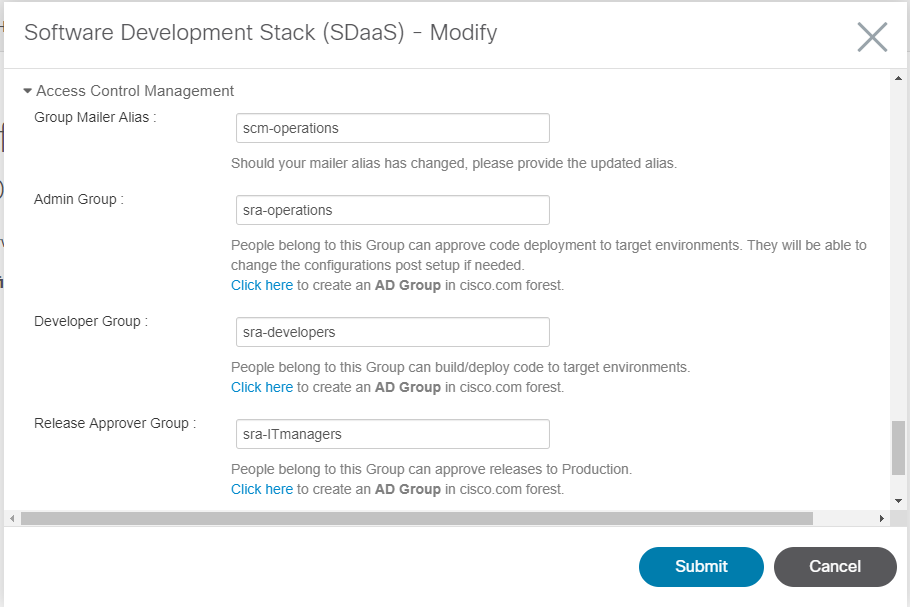 Software Development Stack (SDaaS) - Modify
Access Control Management
Group Mailer Alias :
scm-operations
Should your mailer alias has changed, please provide the updated alias.
Admin Group :
sra-operations
People belong to this Group can approve code deployment to target environments. They will be able to
change the configurations post setup if needed.
Click here to create an AD Group in cisco.com forest.
Developer Group :
sra-developers
People belong to this Group can build/deploy code to target environments.
Click here to create an AD Group in cisco.com forest.
Release Approver Group :
sra-ITmanagers
People belong to this Group can approve releases to Production.
Click here to create an AD Group in cisco.com forest.
Submit
Cancel